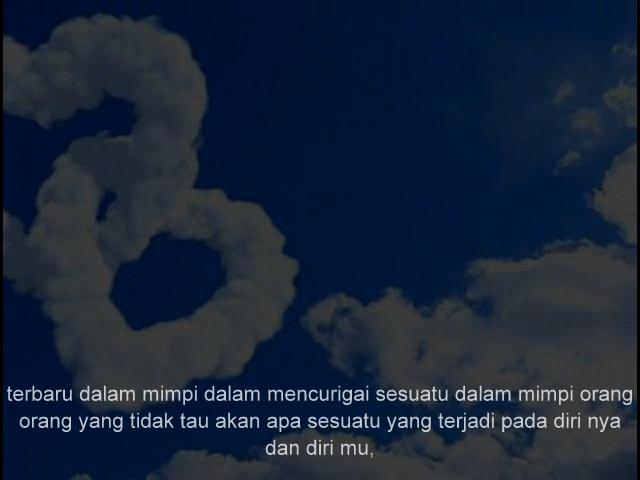 terbaru dalam mimpi dalam mencurigai sesuatu dalam mimpi orang
orang yang tidak tau akan apa sesuatu yang terjadi pada diri nya
dan diri mu,